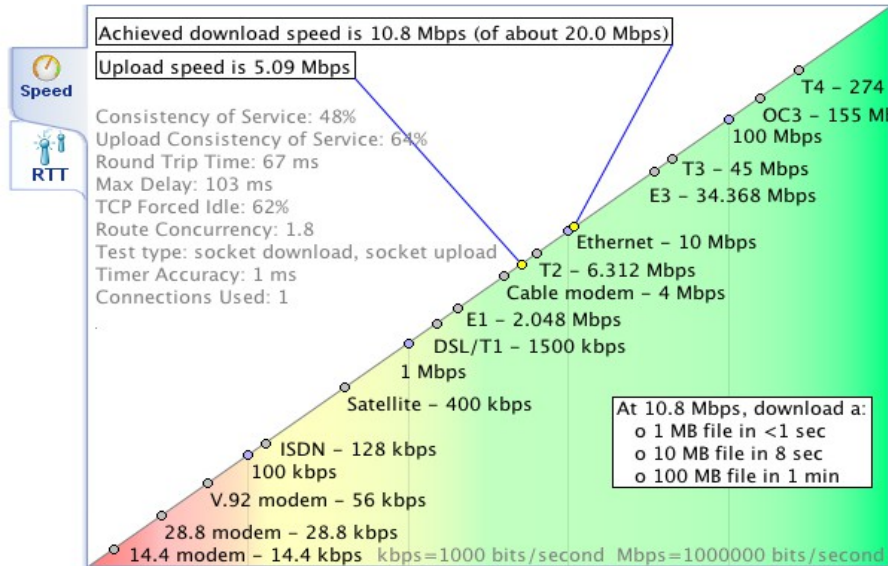 Achieved download speed is 10.8 Mbps (of about 20.0 Mbps)
Upload speed is 5.09 Mbps
Speed
RTT
Consistency of Service: 48%
Upload Consistency of Service: 64%
Round Trip Time: 67 ms
Max Delay: 103 ms
TCP Forced Idle: 62%
Route Concurrency: 1.8
Test type: socket download, socket upload
Timer Accuracy: 1 ms
Connections Used: 1
T4 – 274
OC3 – 155 Mb
100 Mbps
T3 – 45 Mbps
E3 – 34.368 Mbps
Ethernet – 10 Mbps
T2 – 6.312 Mbps
Cable modem – 4 Mbps
E1 – 2.048 Mbps
DSL/T1 – 1500 kbps
1 Mbps
Satellite – 400 kbps
ISDN – 128 kbps
100 kbps
V.92 modem – 56 kbps
28.8 modem – 28.8 kbps
14.4 modem – 14.4 kbps
At 10.8 Mbps, download a:
o 1 MB file in <1 sec
o 10 MB file in 8 sec
o 100 MB file in 1 min
kbps=1000 bits/second Mbps=1000000 bits/second